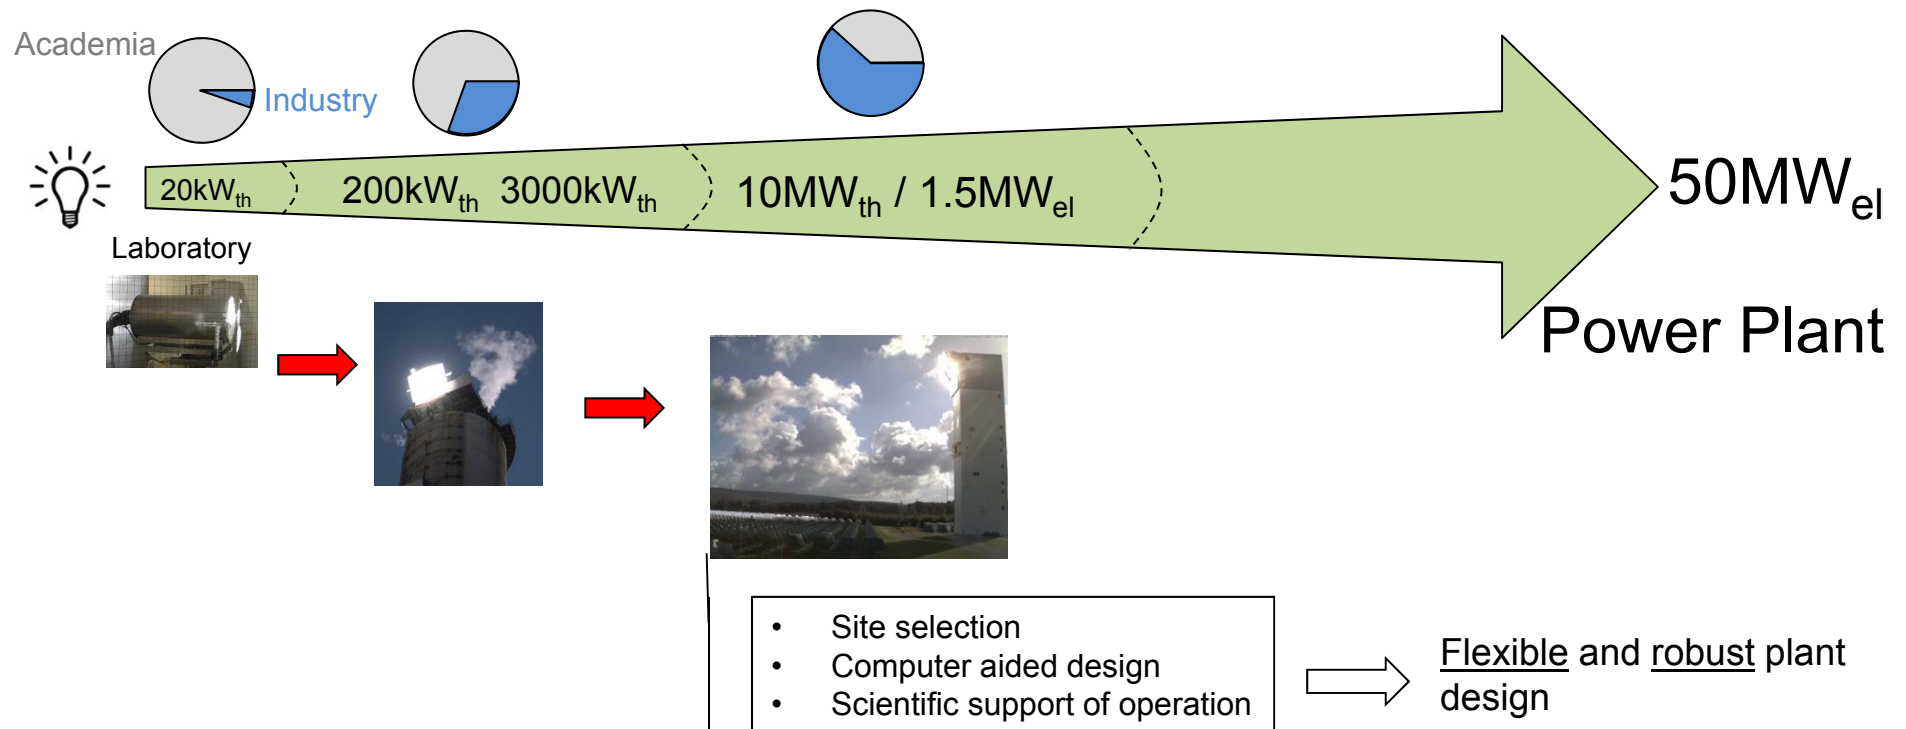 Academia
Industry
20kWth
200kWth 3000kWth
10MWth / 1.5MWel
50MWel
Laboratory
Power Plant
• Site selection
• Computer aided design
• Scientific support of operation
Flexible and robust plant
design